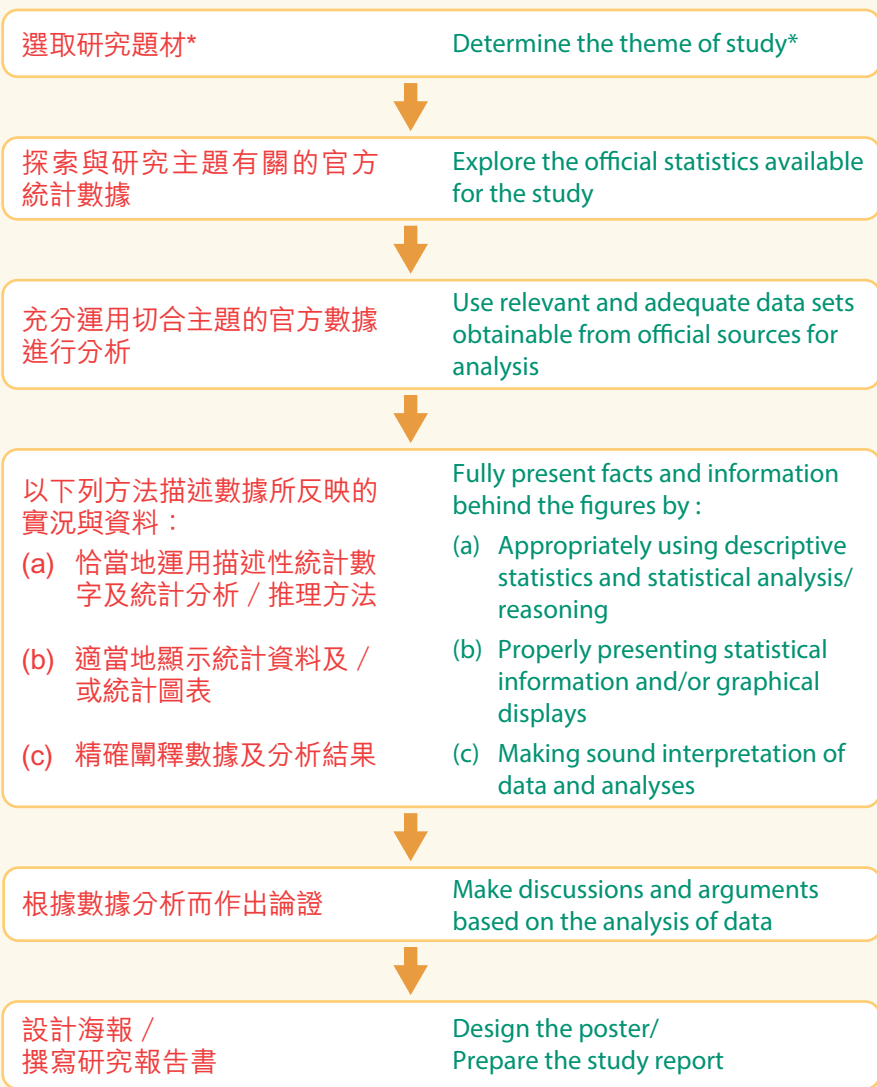 選取研究題材*
Determine the theme of study*
探索與研究主題有關的官方
統計數據
Explore the official statistics available
for the study
充分運用切合主題的官方數據
進行分析
Use relevant and adequate data sets
obtainable from official sources for
analysis
以下列方法描述數據所反映的
實況與資料：
(a) 恰當地運用描述性統計數
字及統計分析／推理方法
(b) 適當地顯示統計資料及／
或統計圖表
(c) 精確闡釋數據及分析結果
Fully present facts and information
behind the figures by :
(a) Appropriately using descriptive
statistics and statistical analysis/
reasoning
(b) Properly presenting statistical
information and/or graphical
displays
(c) Making sound interpretation of
data and analyses
根據數據分析而作出論證
Make discussions and arguments
based on the analysis of data
設計海報／
撰寫研究報告書
Design the poster/
Prepare the study report